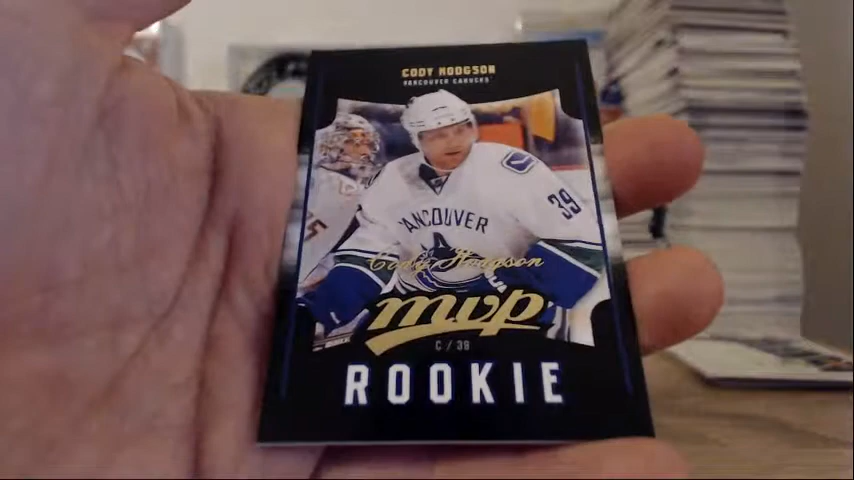 CODY HODGSON
VANCOUVER CANUCKS
39
VANCOUVER
Cody Hodgson
mvp
C / 39
ROOKIE